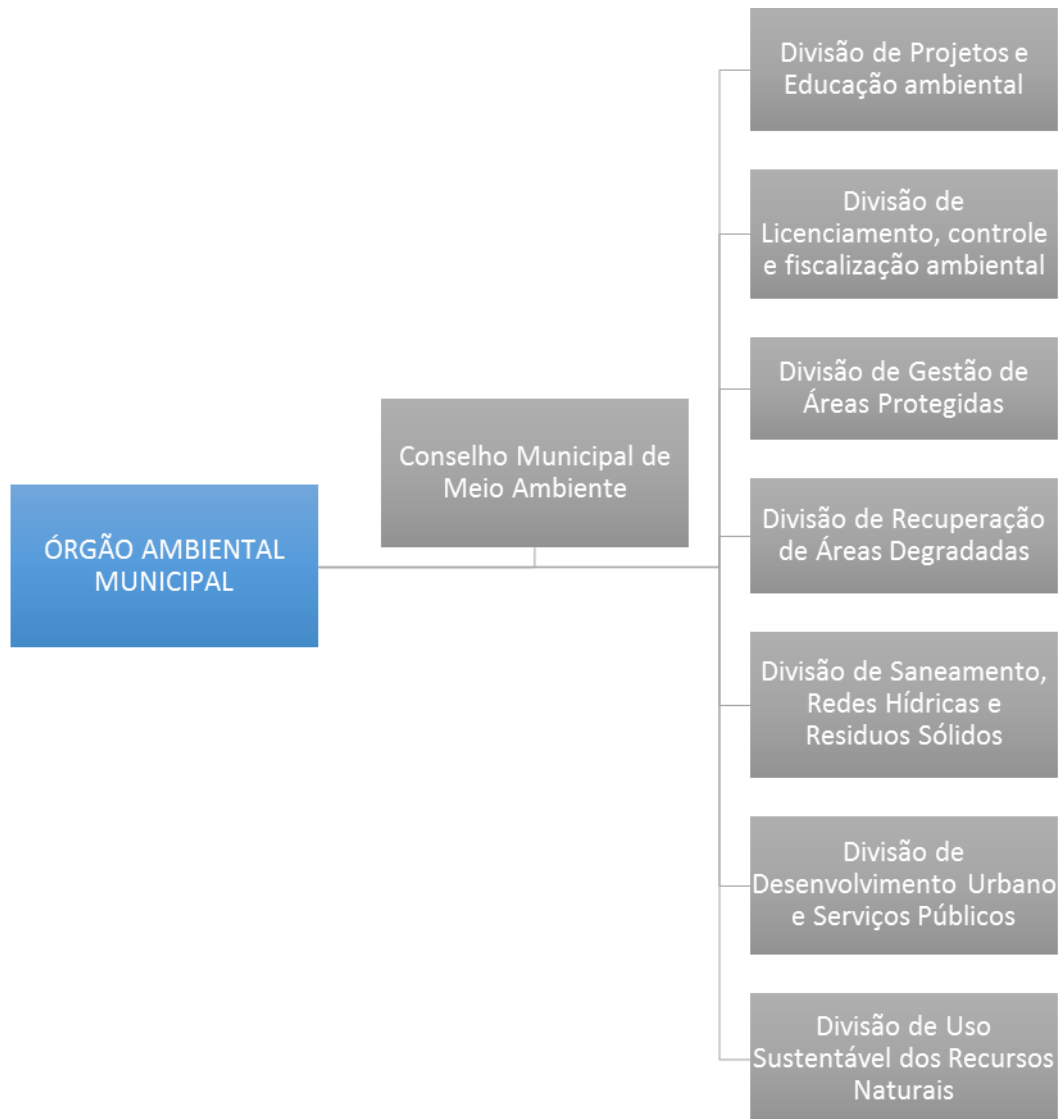 ÓRGÃO AMBIENTAL
MUNICIPAL
Conselho Municipal de
Meio Ambiente
Divisão de Projetos e
Educação ambiental
Divisão de
Licenciamento, controle
e fiscalização ambiental
Divisão de Gestão de
Áreas Protegidas
Divisão de Recuperação
de Áreas Degradadas
Divisão de Saneamento,
Redes Hídricas e
Residuos Sólidos
Divisão de
Desenvolvimento Urbano
e Serviços Públicos
Divisão de Uso
Sustentável dos Recursos
Naturais